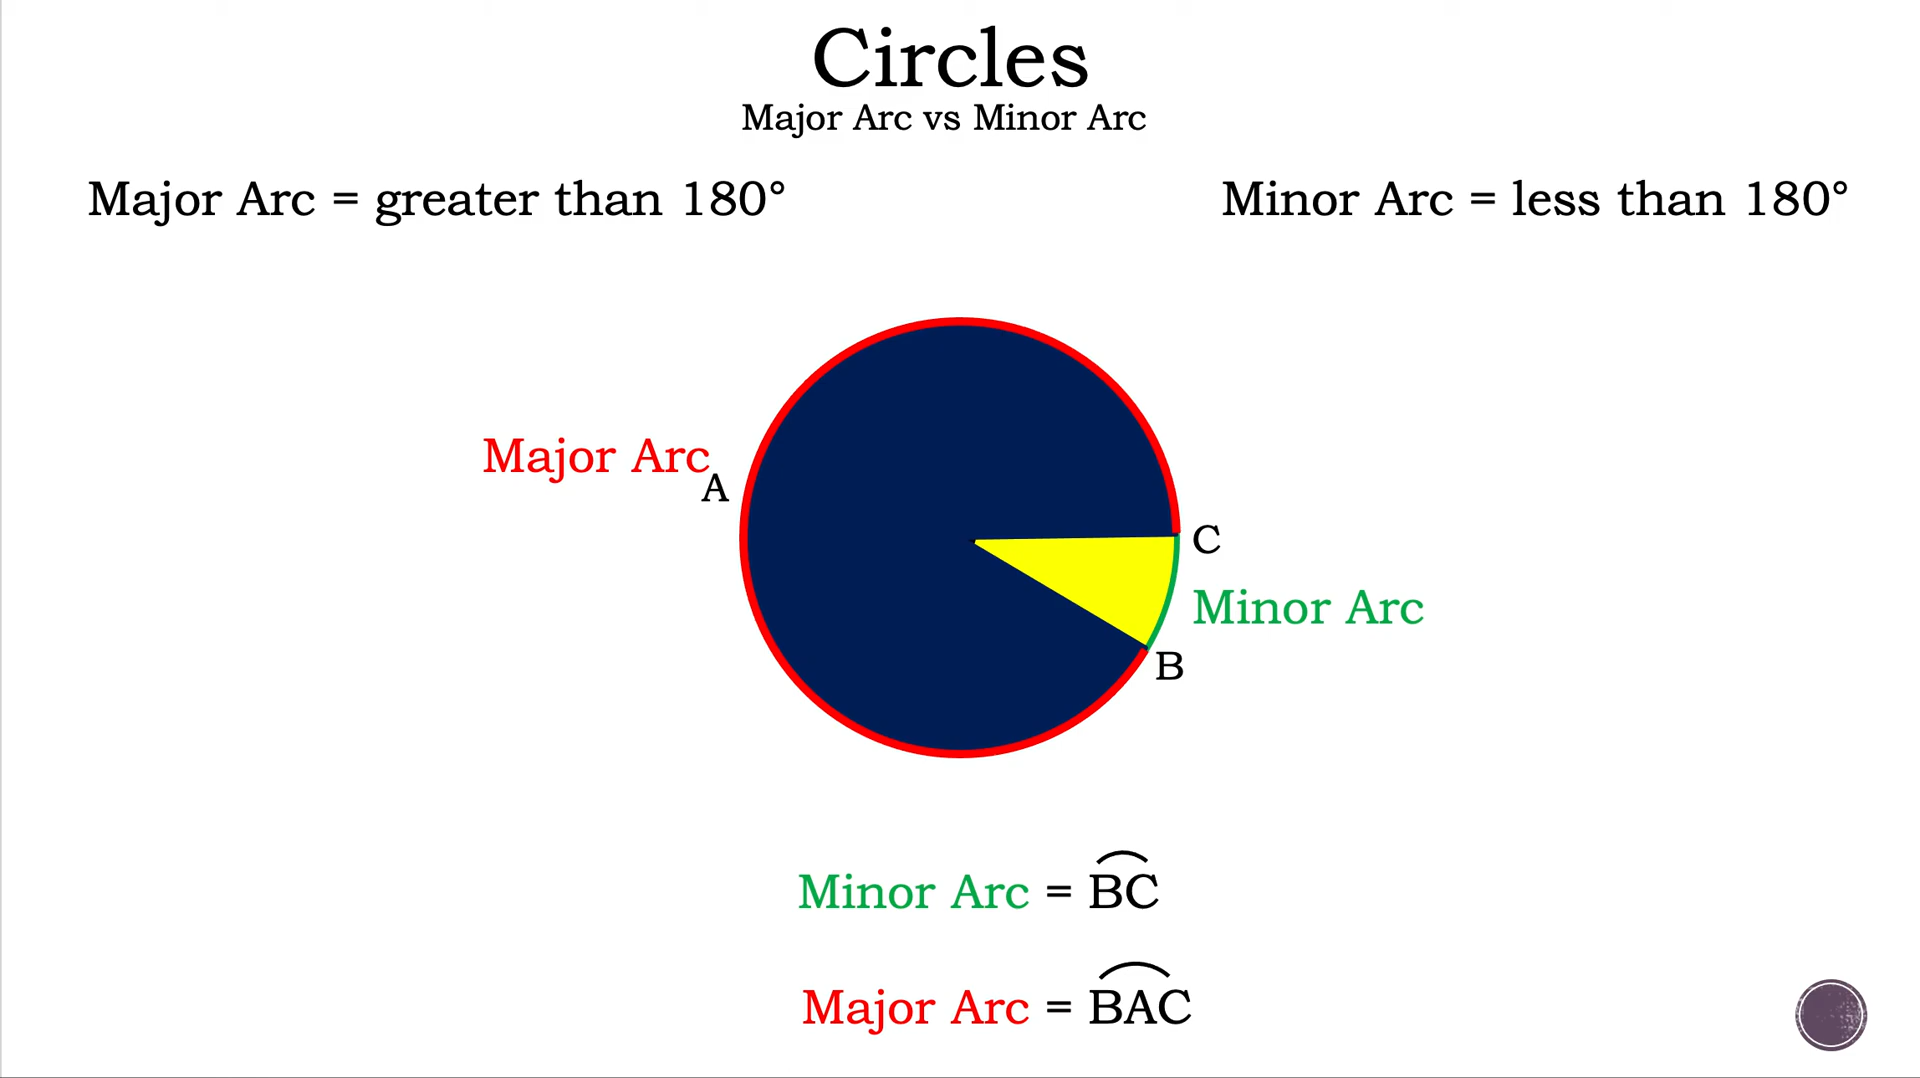 Circles
Major Arc vs Minor Arc
Major Arc = greater than 180°
Minor Arc = less than 180°
Major Arc
A
C
Minor Arc
B
Minor Arc = BC
Major Arc = BAC